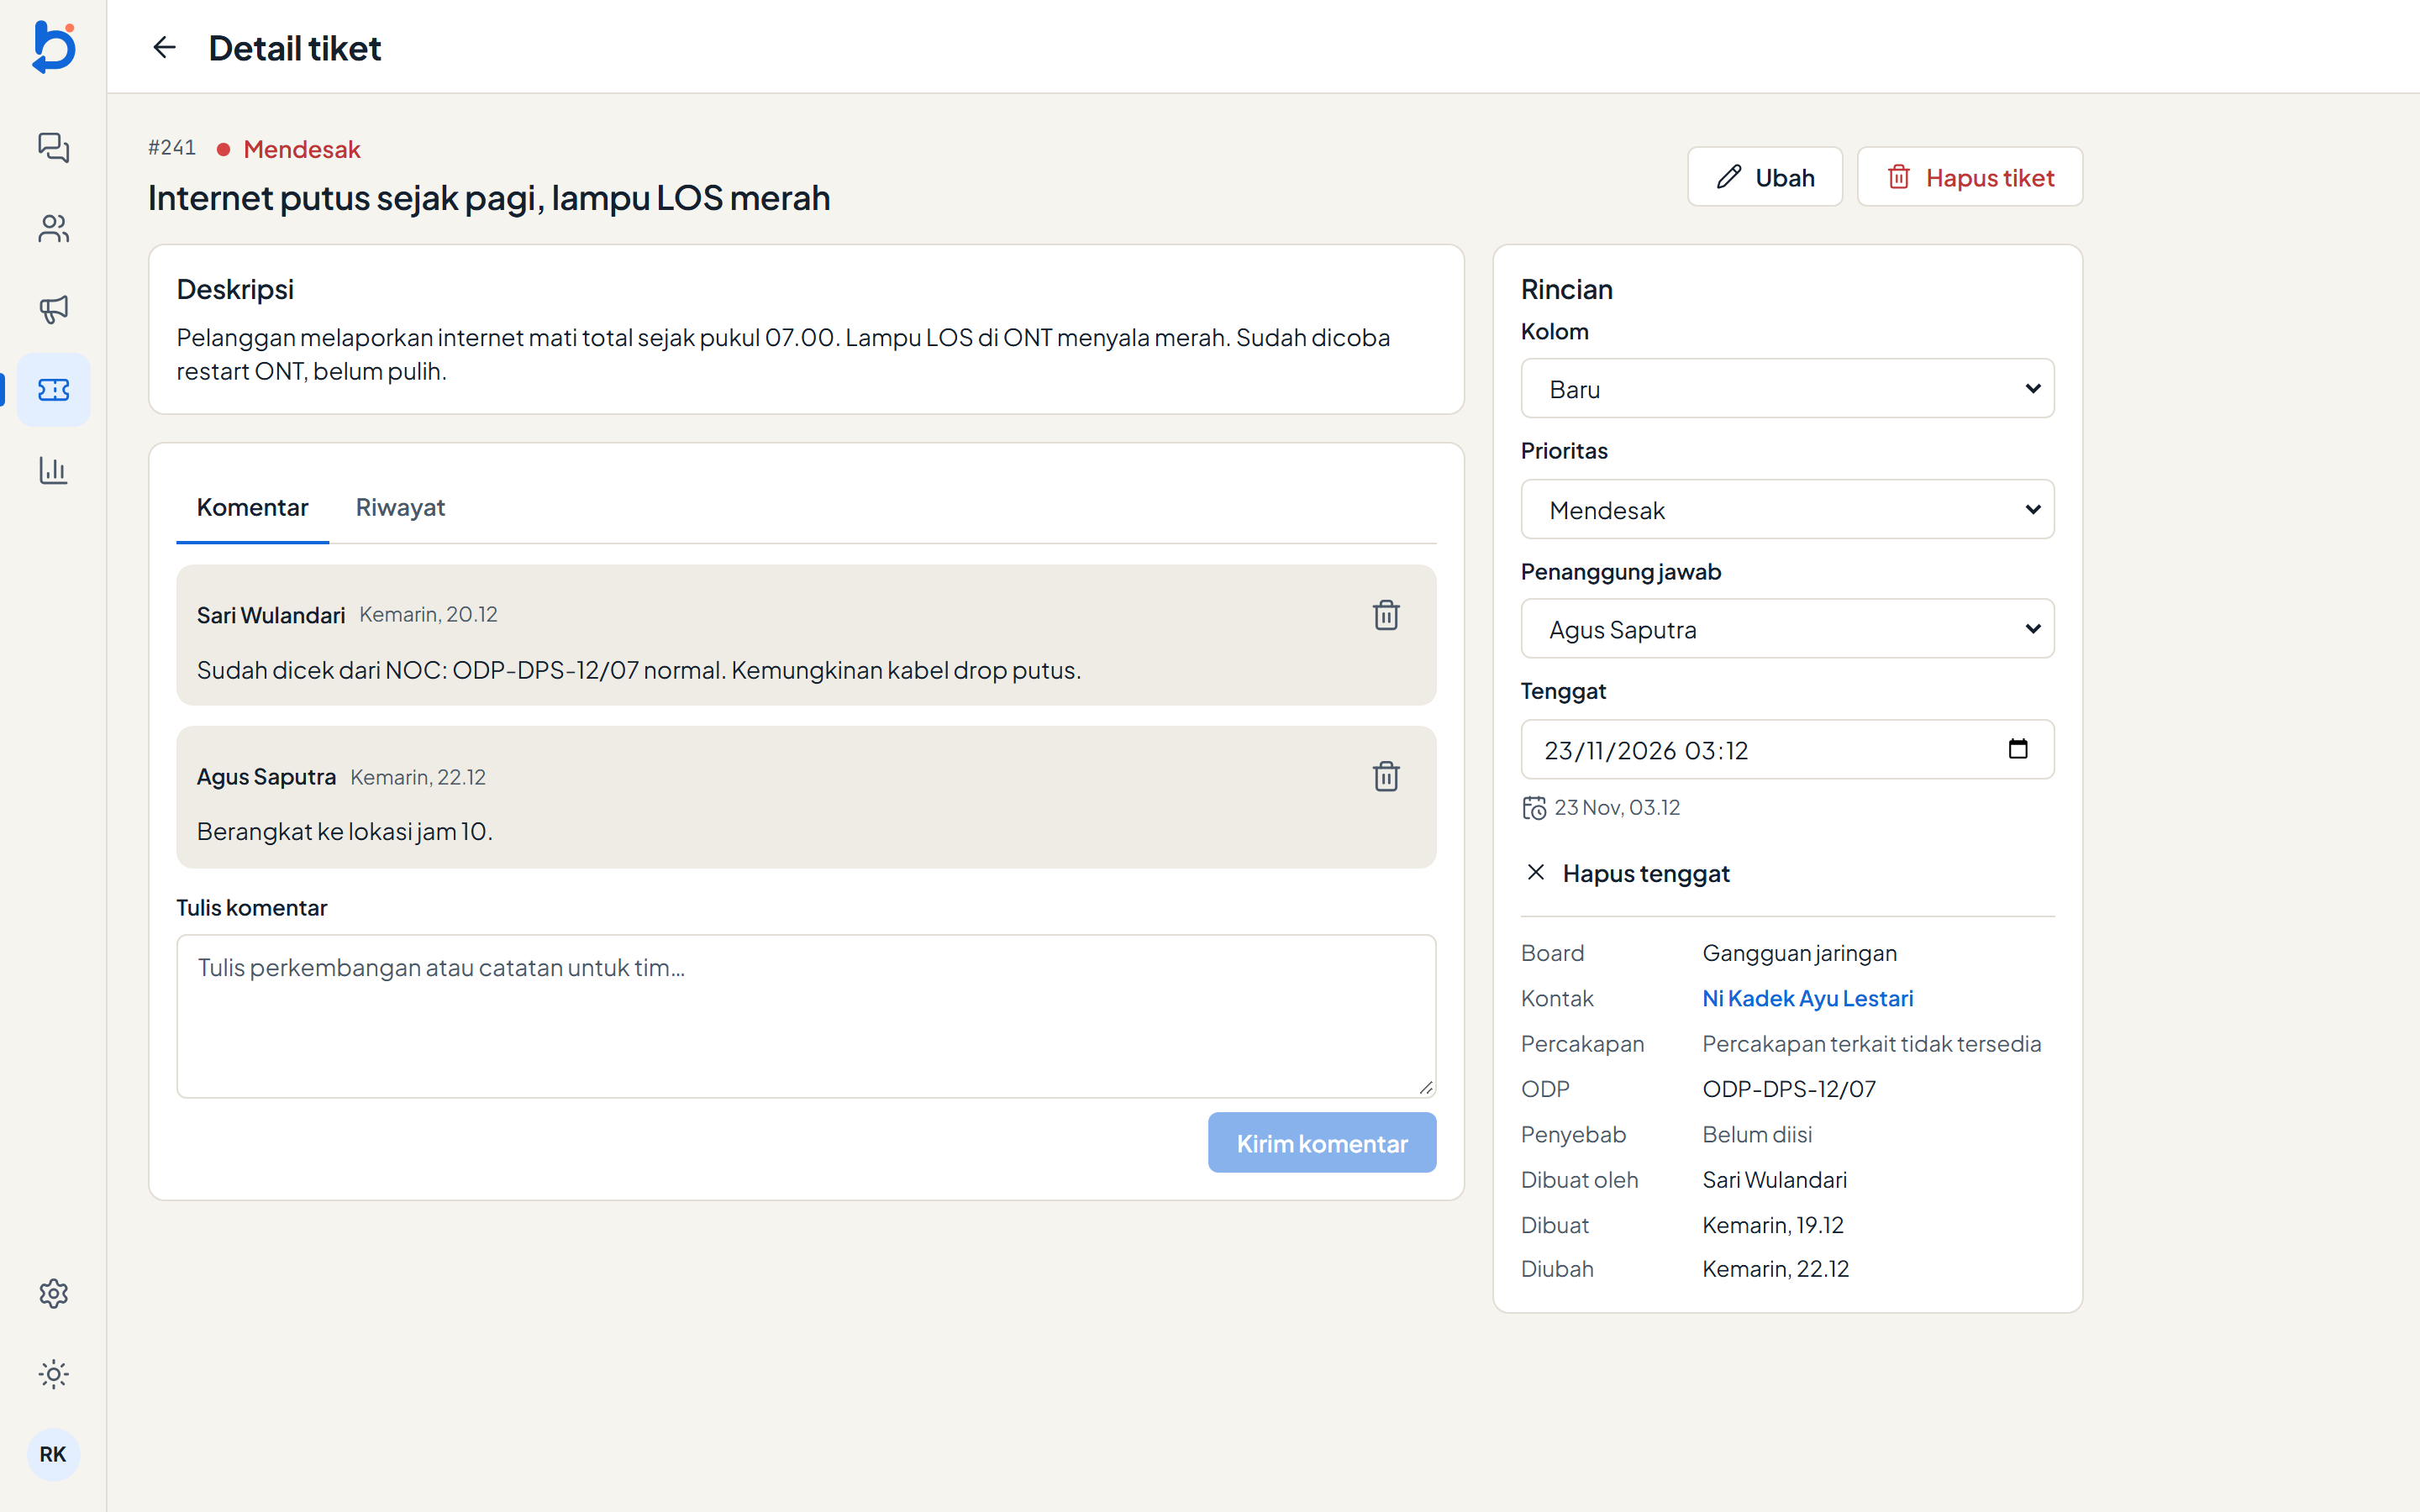 Detail tiket
#241 Mendesak
Internet putus sejak pagi, lampu LOS merah
Ubah
Hapus tiket
Deskripsi
Pelanggan melaporkan internet mati total sejak pukul 07.00. Lampu LOS di ONT menyala merah. Sudah dicoba
restart ONT, belum pulih.
Komentar Riwayat
Sari Wulandari Kemarin, 20.12
Sudah dicek dari NOC: ODP-DPS-12/07 normal. Kemungkinan kabel drop putus.
Agus Saputra Kemarin, 22.12
Berangkat ke lokasi jam 10.
Tulis komentar
Tulis perkembangan atau catatan untuk tim...
Kirim komentar
Rincian
Kolom
Baru
Prioritas
Mendesak
Penanggung jawab
Agus Saputra
Tenggat
23/11/2026 03:12
23 Nov, 03.12
Hapus tenggat
Board Gangguan jaringan
Kontak Ni Kadek Ayu Lestari
Percakapan Percakapan terkait tidak tersedia
ODP ODP-DPS-12/07
Penyebab Belum diisi
Dibuat oleh Sari Wulandari
Dibuat Kemarin, 19.12
Diubah Kemarin, 22.12
RK